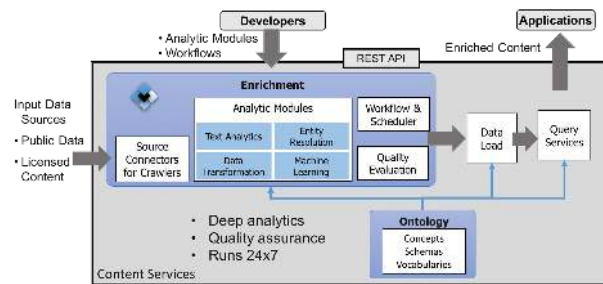 Developers
• Analytic Modules
• Workflows
Applications
Enriched Content
REST API
Input Data
Sources
• Public Data
• Licensed
Content
Enrichment
Source
Connectors
for Crawlers
Analytic Modules
Text Analytics
Entity
Resolution
Data
Transformation
Machine
Learning
Workflow &
Scheduler
Quality
Evaluation
Data
Load
Query
Services
• Deep analytics
• Quality assurance
• Runs 24x7
Ontology
Concepts
Schemas
Vocabularies
Content Services